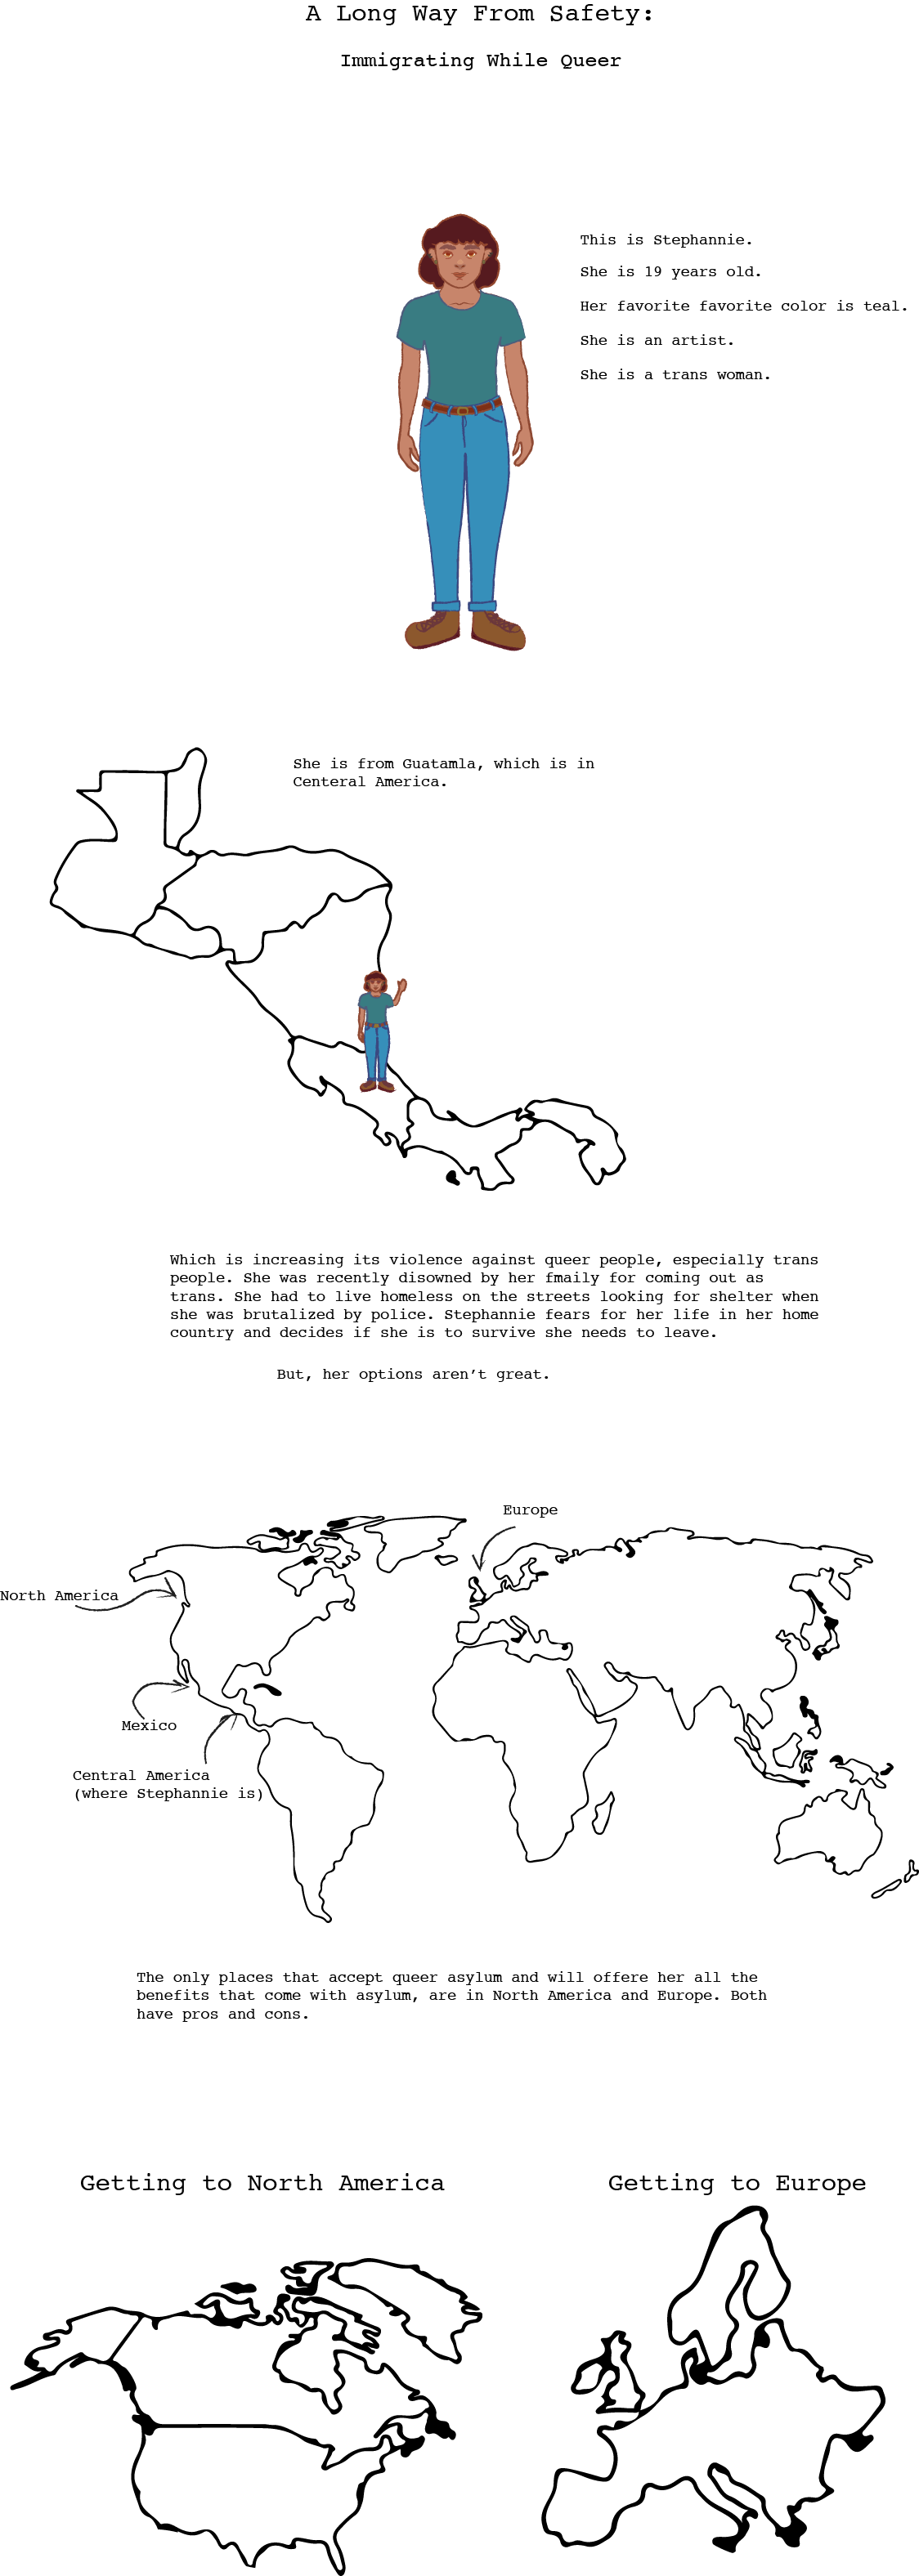 A Long Way From Safety:
Immigrating While Queer
This is Stephannie.
She is 19 years old.
Her favorite favorite color is teal.
She is an artist.
She is a trans woman.
She is from Guatamla, which is in
Centeral America.
Which is increasing its violence against queer people, especially trans
people. She was recently disowned by her fmaily for coming out as
trans. She had to live homeless on the streets looking for shelter when
she was brutalized by police. Stephannie fears for her life in her home
country and decides if she is to survive she needs to leave.
But, her options aren’t great.
Europe
North America
Mexico
Central America
(where Stephannie is)
The only places that accept queer asylum and will offere her all the
benefits that come with asylum, are in North America and Europe. Both
have pros and cons.
Getting to North America
Getting to Europe